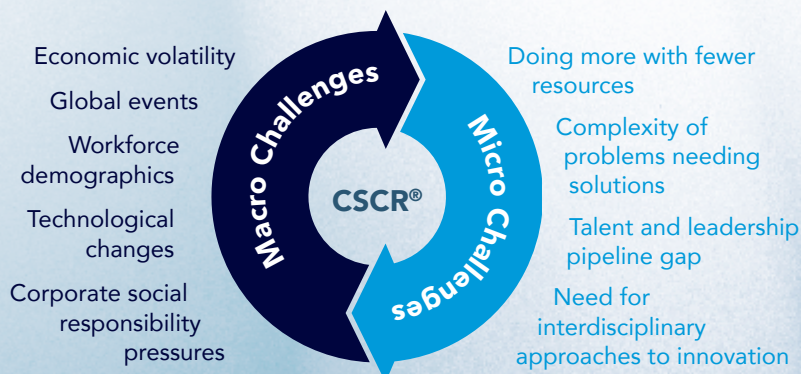 Economic volatility
Global events
Workforce
demographics
Technological
changes
Corporate social
responsibility
pressures
Macro Challenges
CSCR®
Micro Challenges
Doing more with fewer
resources
Complexity of
problems needing
solutions
Talent and leadership
pipeline gap
Need for
interdisciplinary
approaches to innovation